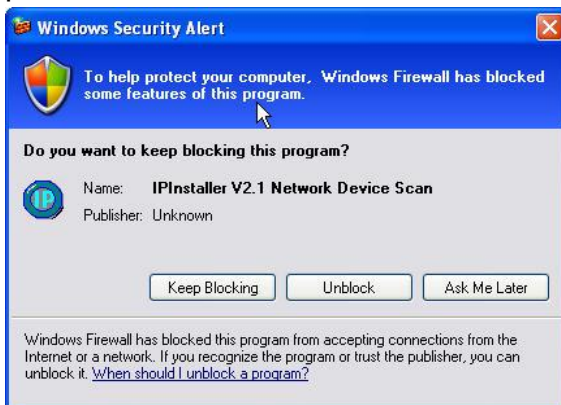 Windows Security Alert
To help protect your computer, Windows Firewall has blocked
some features of this program.
Do you want to keep blocking this program?
IP
Name: IPInstaller V2.1 Network Device Scan
Publisher: Unknown
Keep Blocking Unblock Ask Me Later
Windows Firewall has blocked this program from accepting connections from the
Internet or a network. If you recognize the program or trust the publisher, you can
unblock it. When should I unblock a program?